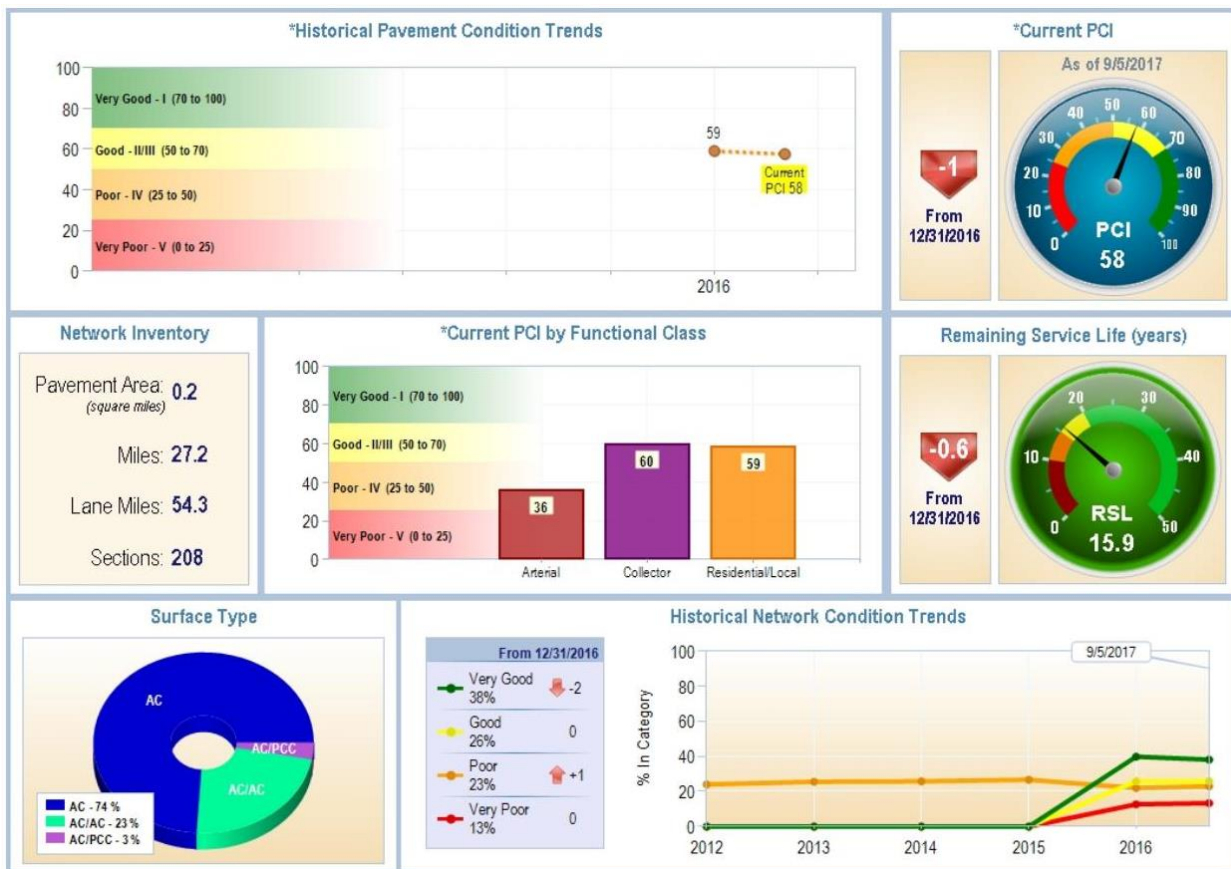 *Historical Pavement Condition Trends
100
80
60
40
20
0
Very Good - I (70 to 100)
Good - II/III (50 to 70)
Poor - IV (25 to 50)
Very Poor - V (0 to 25)
59
Current
PCI 58
2016
*Current PCI
-1
From
12/31/2016
As of 9/5/2017
0
10
20
30
40
50
60
70
80
90
100
PCI
58
Network Inventory
Pavement Area: 0.2
(square miles)
Miles: 27.2
Lane Miles: 54.3
Sections: 208
*Current PCI by Functional Class
100
80
60
40
20
0
Very Good - I (70 to 100)
Good - II/III (50 to 70)
Poor - IV (25 to 50)
Very Poor - V (0 to 25)
36
60
59
Arterial
Collector
Residential/Local
Remaining Service Life (years)
-0.6
From
12/31/2016
0
10
20
30
40
50
RSL
15.9
Surface Type
AC
AC/PCC
AC/AC
AC - 74 %
AC/AC - 23 %
AC/PCC - 3 %
Historical Network Condition Trends
From 12/31/2016
Very Good
38%
-2
Good
26%
0
Poor
23%
+1
Very Poor
13%
0
% In Category
100
80
60
40
20
0
9/5/2017
2012
2013
2014
2015
2016